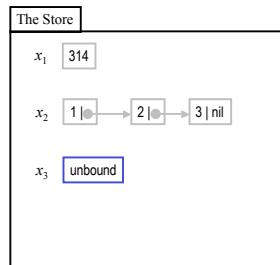 The Store
x₁ 314
x₂ 1 | 2 | 3 | nil
x₃ unbound